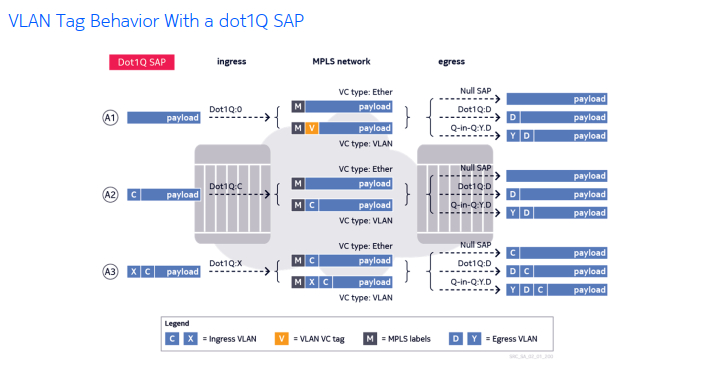 VLAN Tag Behavior With a dot1Q SAP
Dot1Q SAP ingress MPLS network egress
VC type: Ether Null SAP
M payload payload
A1 payload Dot1Q:0 Dot1Q:D D payload
M V payload Q-in-Q:Y.D Y D payload
VC type: VLAN
VC type: Ether Null SAP
M payload payload
A2 C payload Dot1Q:C Dot1Q:D D payload
M C payload Q-in-Q:Y.D Y D payload
VC type: VLAN
VC type: Ether Null SAP
M C payload C payload
A3 X C payload Dot1Q:X Dot1Q:D D C payload
M X C payload Q-in-Q:Y.D Y D C payload
VC type: VLAN
Legend
C X = Ingress VLAN V = VLAN VC tag M = MPLS labels D Y = Egress VLAN